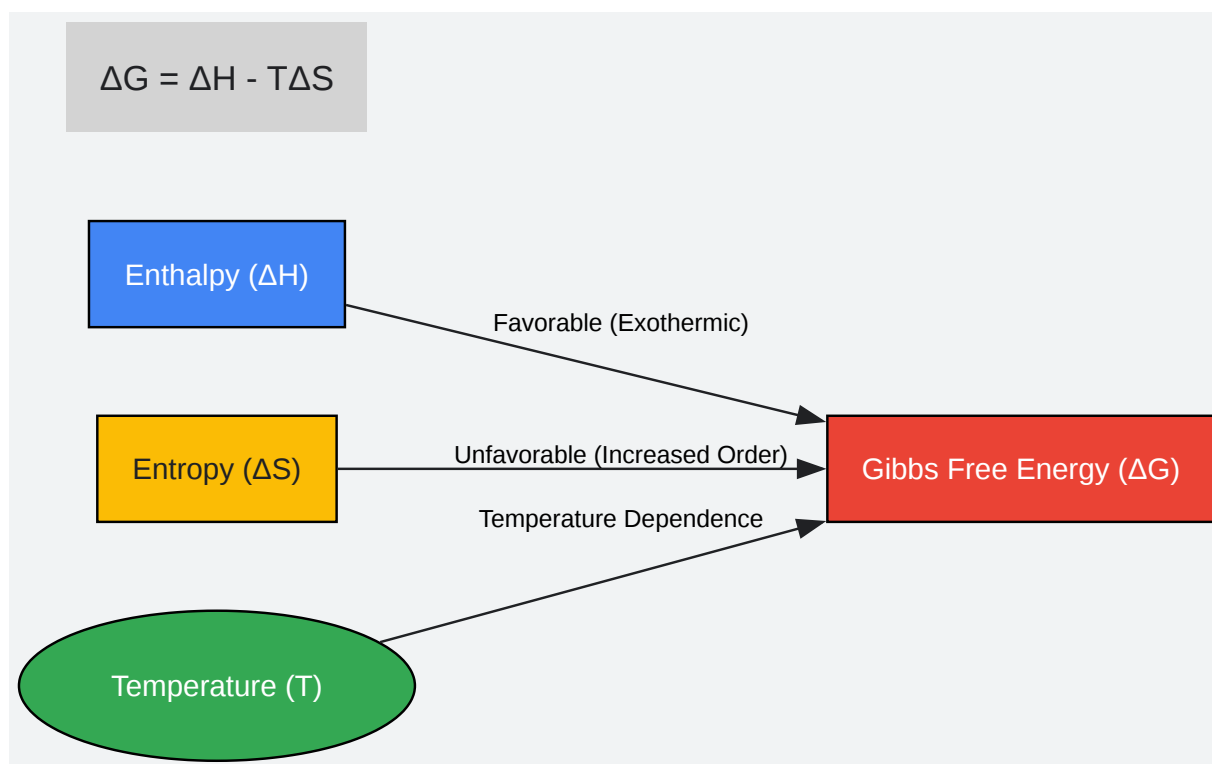 ΔG = ΔH - TΔS
Enthalpy (ΔH)
Favorable (Exothermic)
Entropy (ΔS)
Unfavorable (Increased Order)
Gibbs Free Energy (ΔG)
Temperature Dependence
Temperature (T)